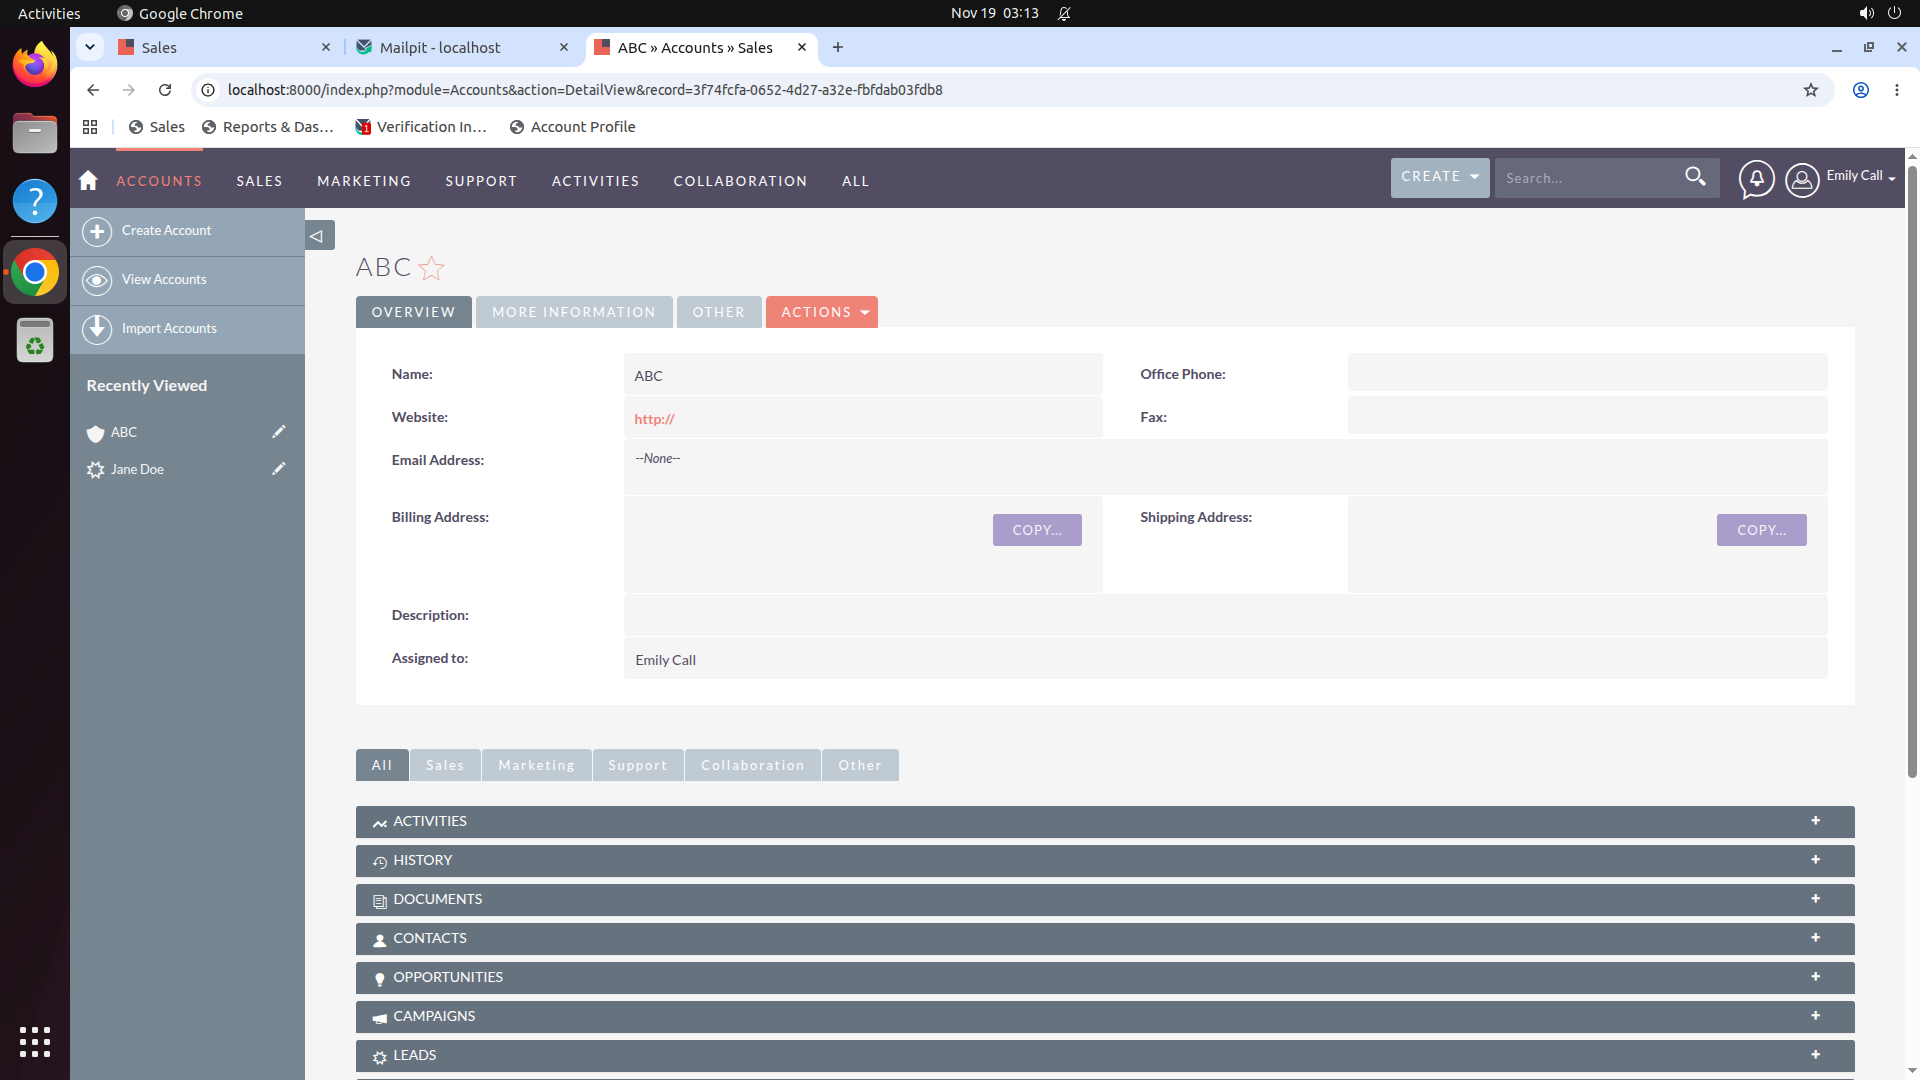 Activities
Google Chrome
Nov 19 03:13
Sales
Mailpit - localhost
ABC » Accounts » Sales
localhost:8000/index.php?module=Accounts&action=DetailView&record=3f74fcfa-0652-4d27-a32e-fbfdab03fdb8
Sales
Reports & Das...
1
Verification In...
Account Profile
ACCOUNTS
SALES
MARKETING
SUPPORT
ACTIVITIES
COLLABORATION
ALL
CREATE
Search...
Emily Call
Create Account
View Accounts
Import Accounts
Recently Viewed
ABC
Jane Doe
ABC
OVERVIEW
MORE INFORMATION
OTHER
ACTIONS
Name:
ABC
Office Phone:
Website:
http://
Fax:
Email Address:
--None--
Billing Address:
COPY...
Shipping Address:
COPY...
Description:
Assigned to:
Emily Call
All
Sales
Marketing
Support
Collaboration
Other
ACTIVITIES
HISTORY
DOCUMENTS
CONTACTS
OPPORTUNITIES
CAMPAIGNS
LEADS